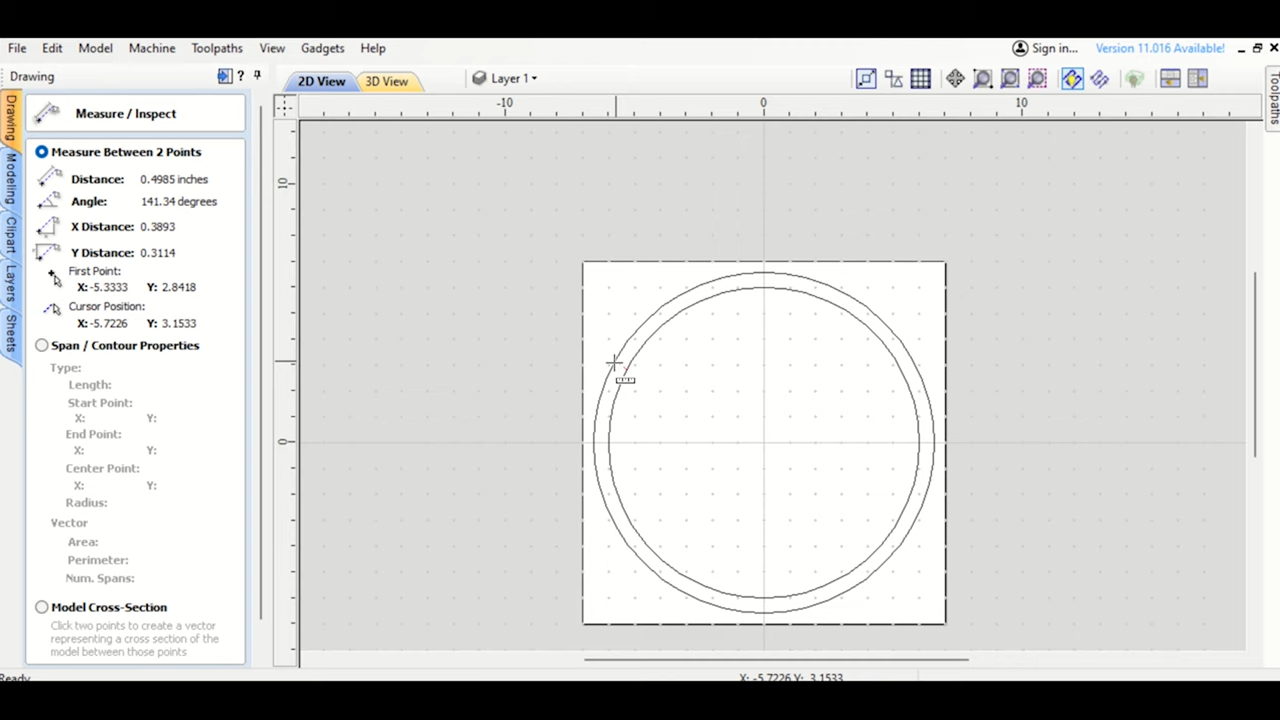 File Edit Model Machine Toolpaths View Gadgets Help Sign in... Version 11.016 Available!
Drawing ?
2D View 3D View Layer 1
Toolpaths
Drawing
Modeling
Clipart
Layers
Sheets
Measure / Inspect
Measure Between 2 Points
Distance: 0.4985 inches
Angle: 141.34 degrees
X Distance: 0.3893
Y Distance: 0.3114
First Point:
X: -5.3333 Y: 2.8418
Cursor Position:
X: -5.7226 Y: 3.1533
Span / Contour Properties
Type:
Length:
Start Point:
X: Y:
End Point:
X: Y:
Center Point:
X: Y:
Radius:
Vector
Area:
Perimeter:
Num. Spans:
Model Cross-Section
Click two points to create a vector
representing a cross section of the
model between those points
-10 0 10
10
0
Ready X: -5.7226 Y: 3.1533